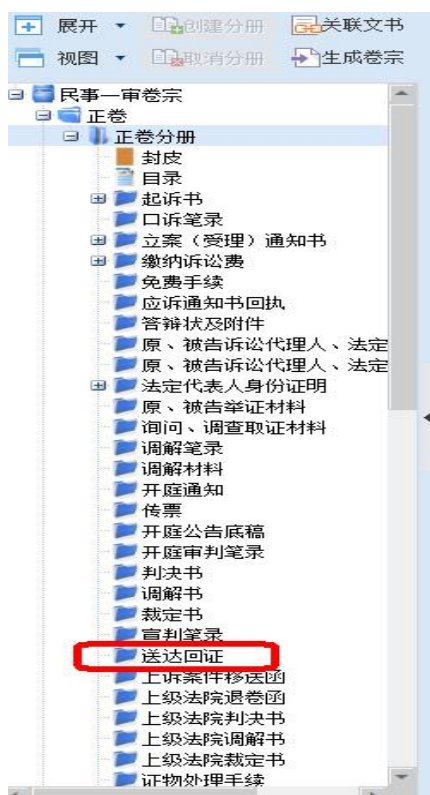 展开 创建分册 关联文书
视图 取消分册 生成卷宗
民事一审卷宗
正卷
正卷分册
封皮
目录
起诉书
口诉笔录
立案（受理）通知书
缴纳诉讼费
免费手续
应诉通知书回执
答辩状及附件
原、被告诉讼代理人、法定
原、被告诉讼代理人、法定
法定代表人身份证明
原、被告举证材料
询问、调查取证材料
调解笔录
调解材料
开庭通知
传票
开庭公告底稿
开庭审判笔录
判决书
调解书
裁定书
宣判笔录
送达回证
上诉案件移送函
上级法院退卷函
上级法院判决书
上级法院调解书
上级法院裁定书
证物处理手续